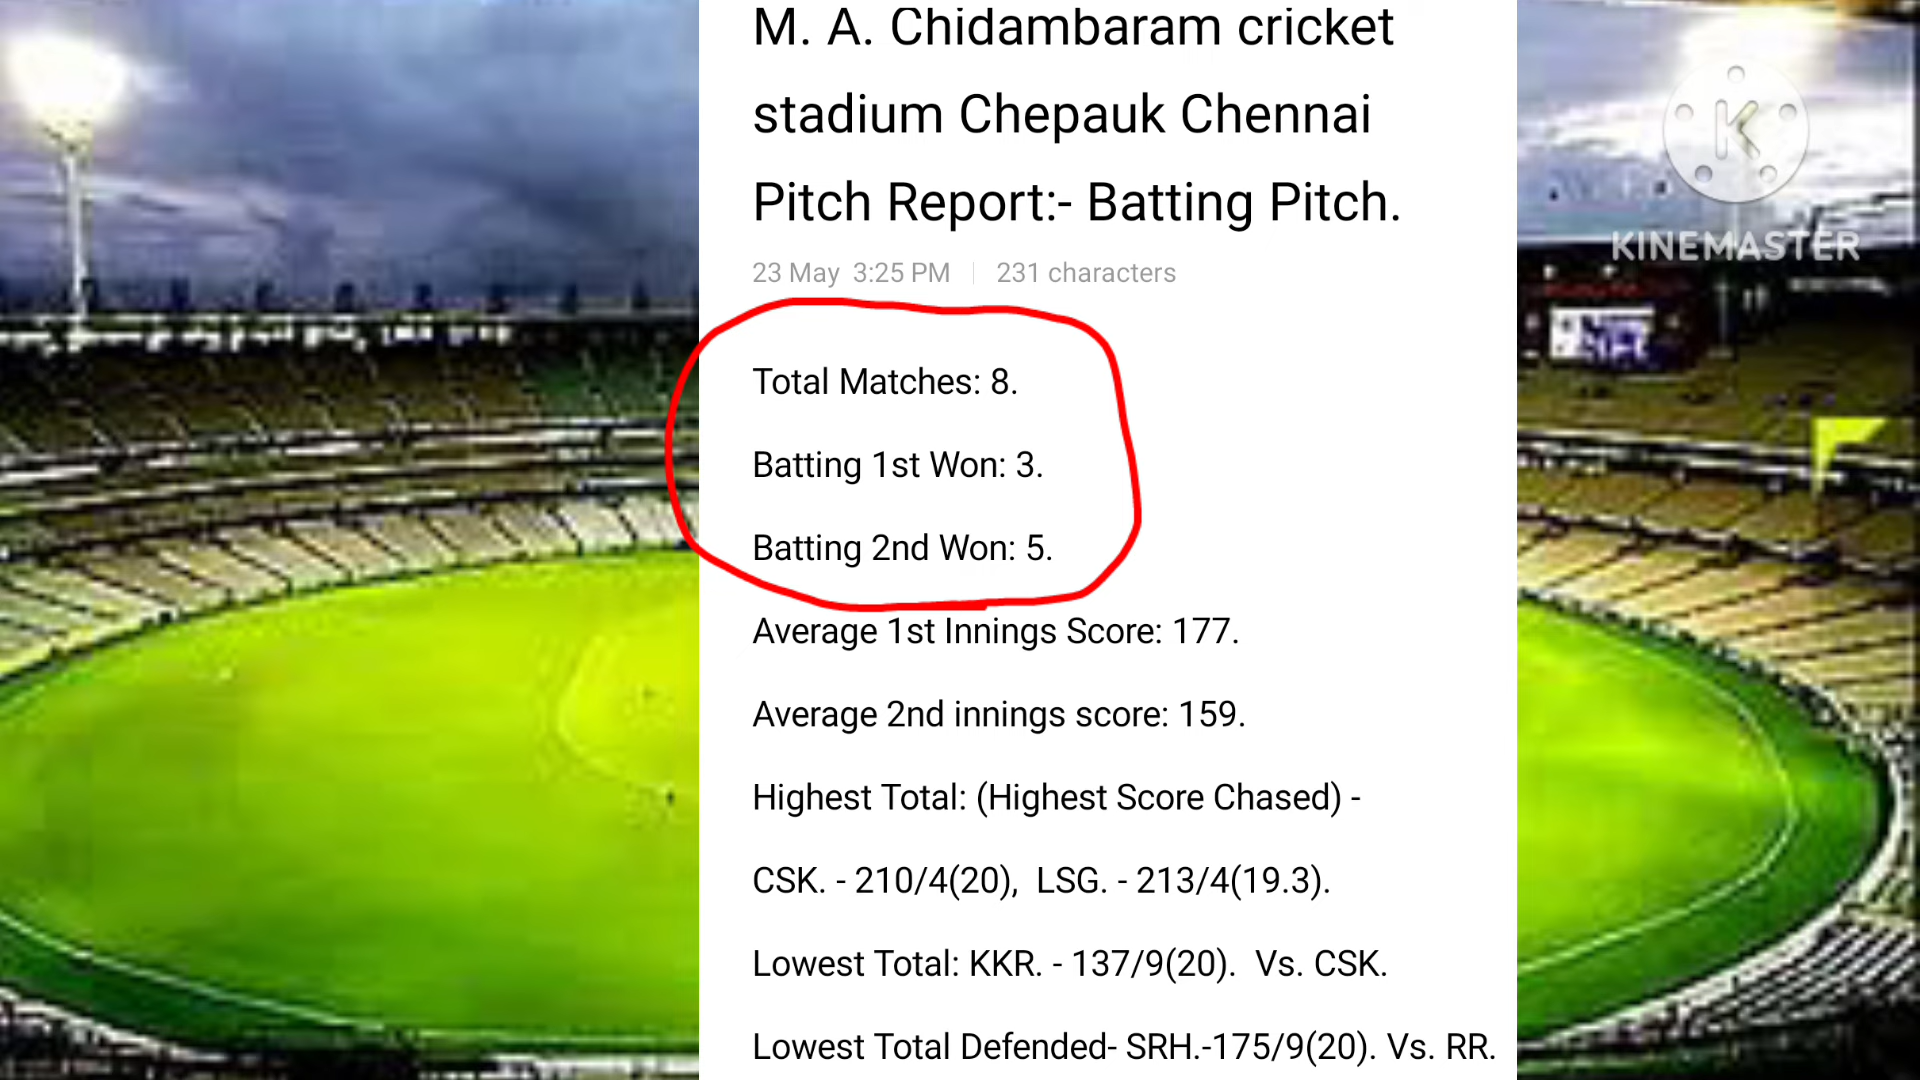 M. A. Chidambaram cricket
stadium Chepauk Chennai
Pitch Report:- Batting Pitch.
23 May 3:25 PM | 231 characters
KINEMASTER
Total Matches: 8.
Batting 1st Won: 3.
Batting 2nd Won: 5.
Average 1st Innings Score: 177.
Average 2nd innings score: 159.
Highest Total: (Highest Score Chased) -
CSK. - 210/4(20), LSG. - 213/4(19.3).
Lowest Total: KKR. - 137/9(20). Vs. CSK.
Lowest Total Defended- SRH.-175/9(20). Vs. RR.